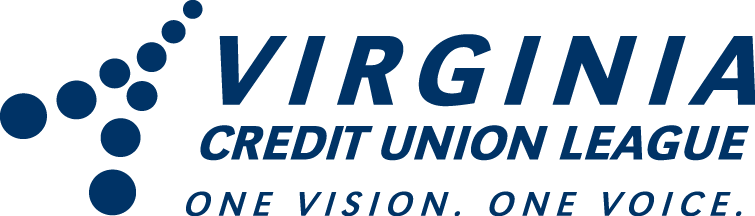 VIRGINIA
CREDIT UNION LEAGUE
ONE VISION. ONE VOICE.